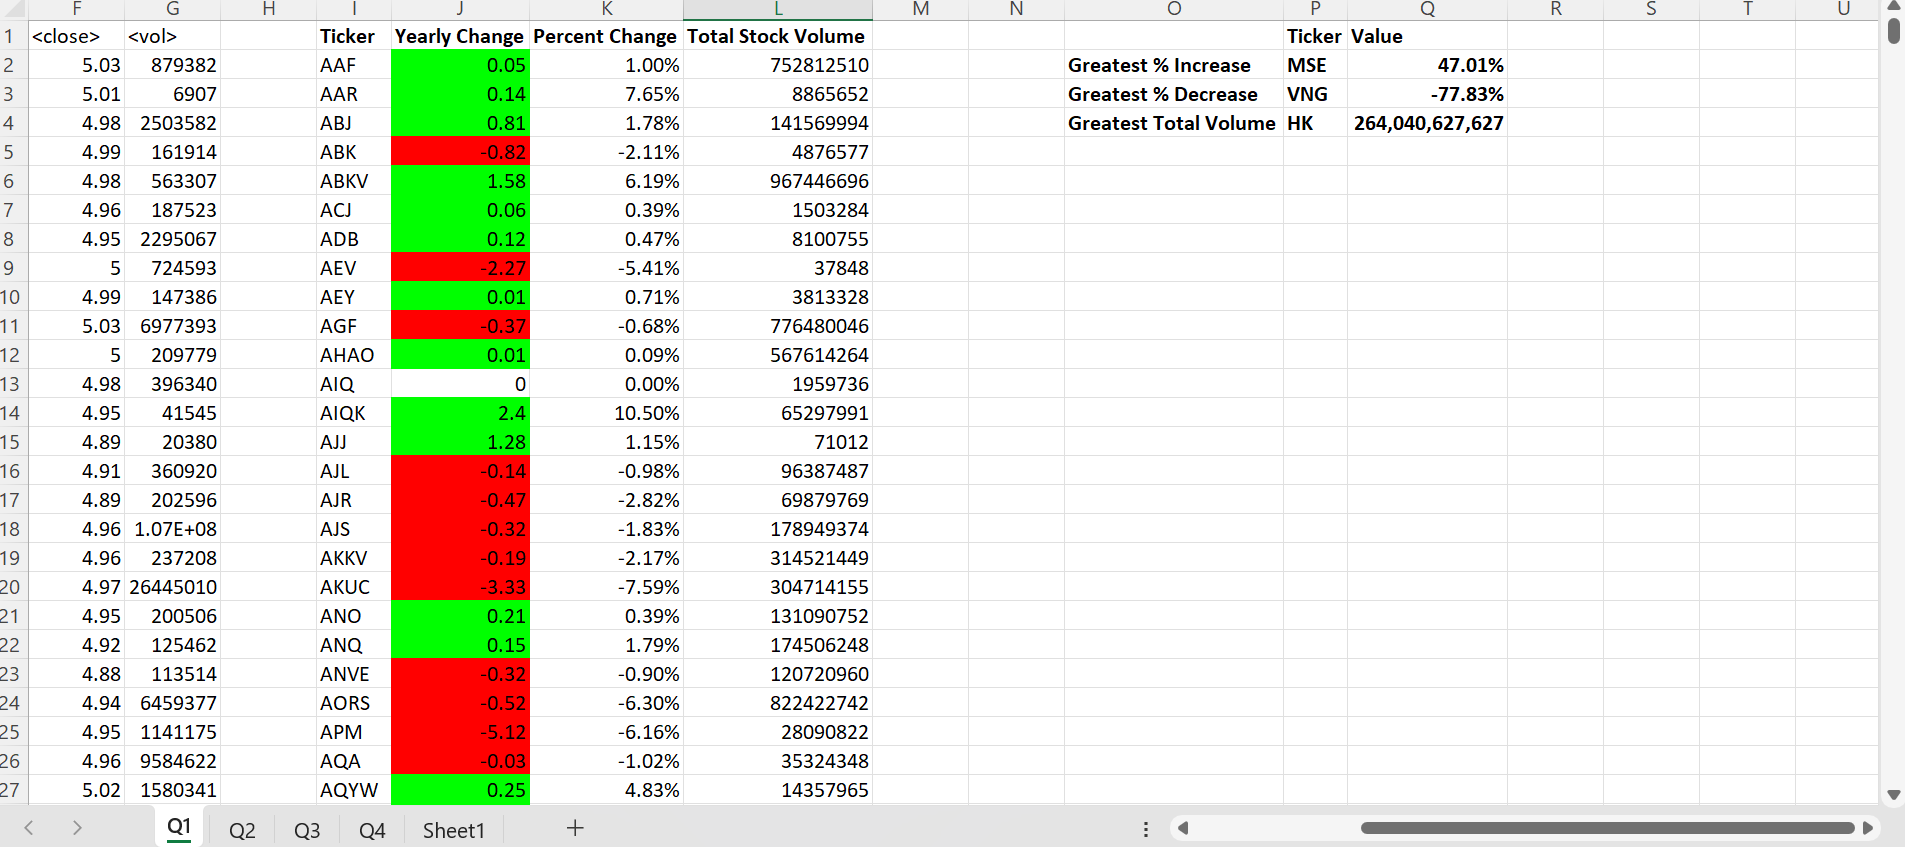 F G H I J K L M N O P Q R S T U
1 <close> <vol> Ticker Yearly Change Percent Change Total Stock Volume Ticker Value
2 5.03 879382 AAF 0.05 1.00% 752812510 Greatest % Increase MSE 47.01%
3 5.01 6907 AAR 0.14 7.65% 8865652 Greatest % Decrease VNG -77.83%
4 4.98 2503582 ABJ 0.81 1.78% 141569994 Greatest Total Volume HK 264,040,627,627
5 4.99 161914 ABK -0.82 -2.11% 4876577
6 4.98 563307 ABKV 1.58 6.19% 967446696
7 4.96 187523 ACJ 0.06 0.39% 1503284
8 4.95 2295067 ADB 0.12 0.47% 8100755
9 5 724593 AEV -2.27 -5.41% 37848
10 4.99 147386 AEY 0.01 0.71% 3813328
11 5.03 6977393 AGF -0.37 -0.68% 776480046
12 5 209779 AHAO 0.01 0.09% 567614264
13 4.98 396340 AIQ 0 0.00% 1959736
14 4.95 41545 AIQK 2.4 10.50% 65297991
15 4.89 20380 AJJ 1.28 1.15% 71012
16 4.91 360920 AJL -0.14 -0.98% 96387487
17 4.89 202596 AJR -0.47 -2.82% 69879769
18 4.96 1.07E+08 AJS -0.32 -1.83% 178949374
19 4.96 237208 AKKV -0.19 -2.17% 314521449
20 4.97 26445010 AKUC -3.33 -7.59% 304714155
21 4.95 200506 ANO 0.21 0.39% 131090752
22 4.92 125462 ANQ 0.15 1.79% 174506248
23 4.88 113514 ANVE -0.32 -0.90% 120720960
24 4.94 6459377 AORS -0.52 -6.30% 822422742
25 4.95 1141175 APM -5.12 -6.16% 28090822
26 4.96 9584622 AQA -0.03 -1.02% 35324348
27 5.02 1580341 AQYW 0.25 4.83% 14357965
Q1 Q2 Q3 Q4 Sheet1